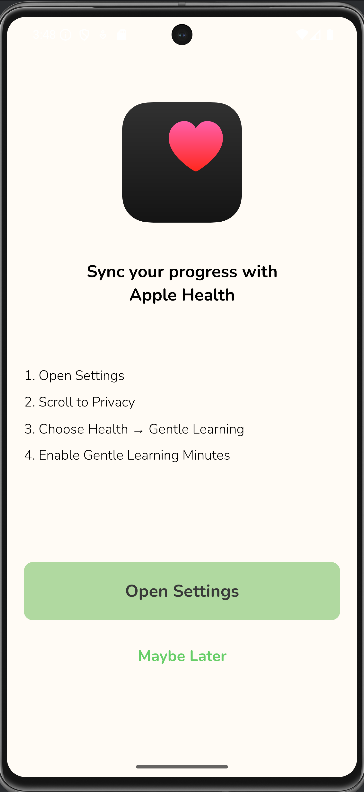 Sync your progress with
Apple Health
1. Open Settings
2. Scroll to Privacy
3. Choose Health → Gentle Learning
4. Enable Gentle Learning Minutes
Open Settings
Maybe Later